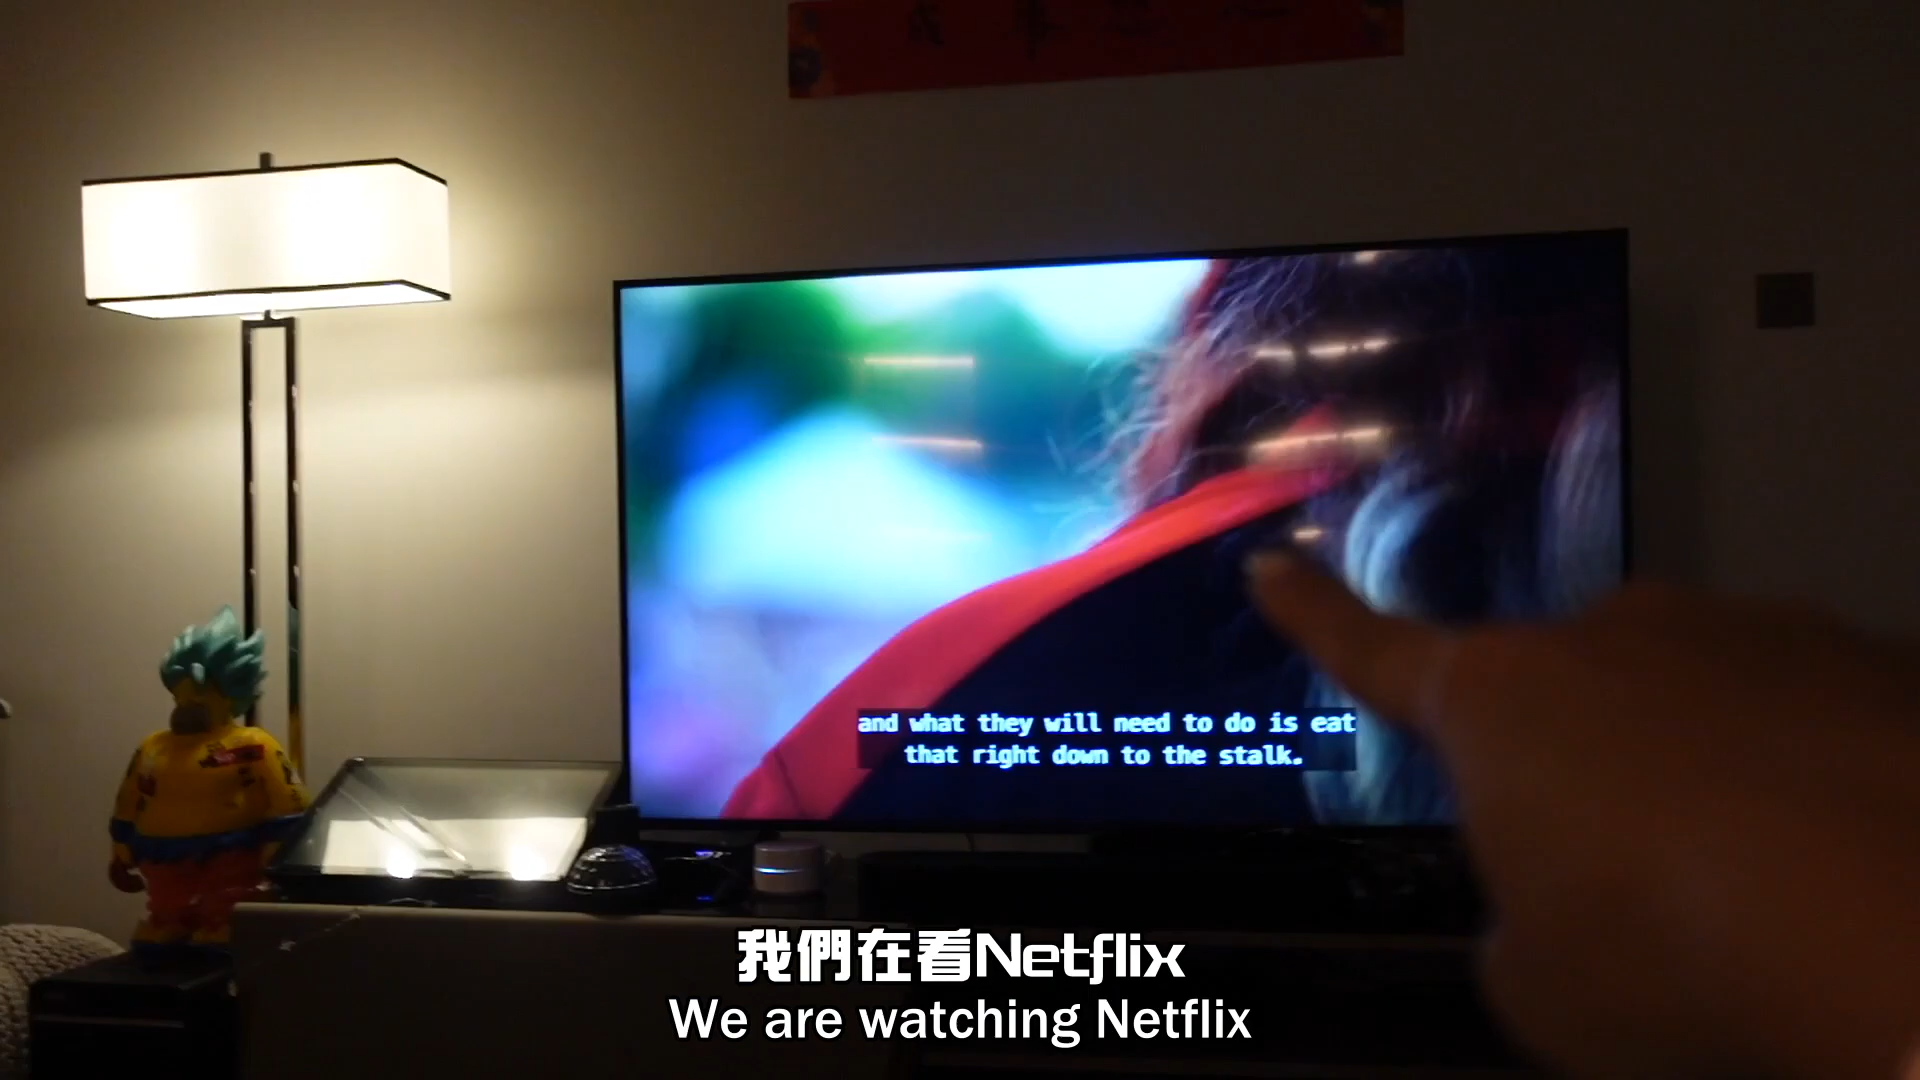 and what they will need to do is eat
that right down to the stalk.
我們在看Netflix
We are watching Netflix